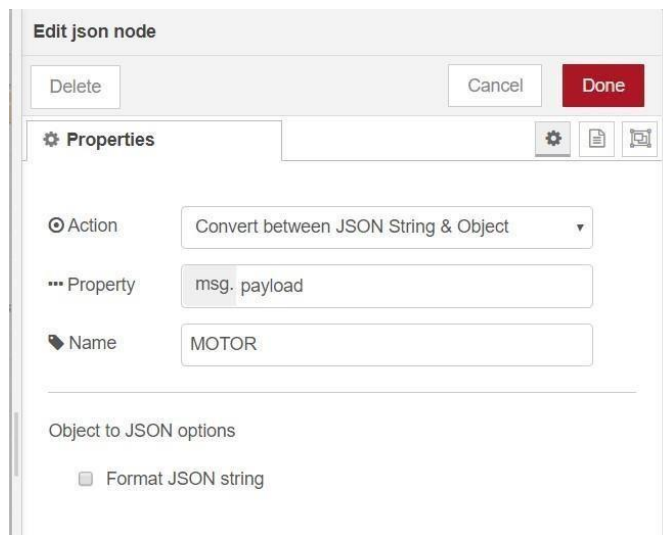 Edit json node
Delete Cancel Done
Properties
Action Convert between JSON String & Object
Property msg. payload
Name MOTOR
Object to JSON options
Format JSON string